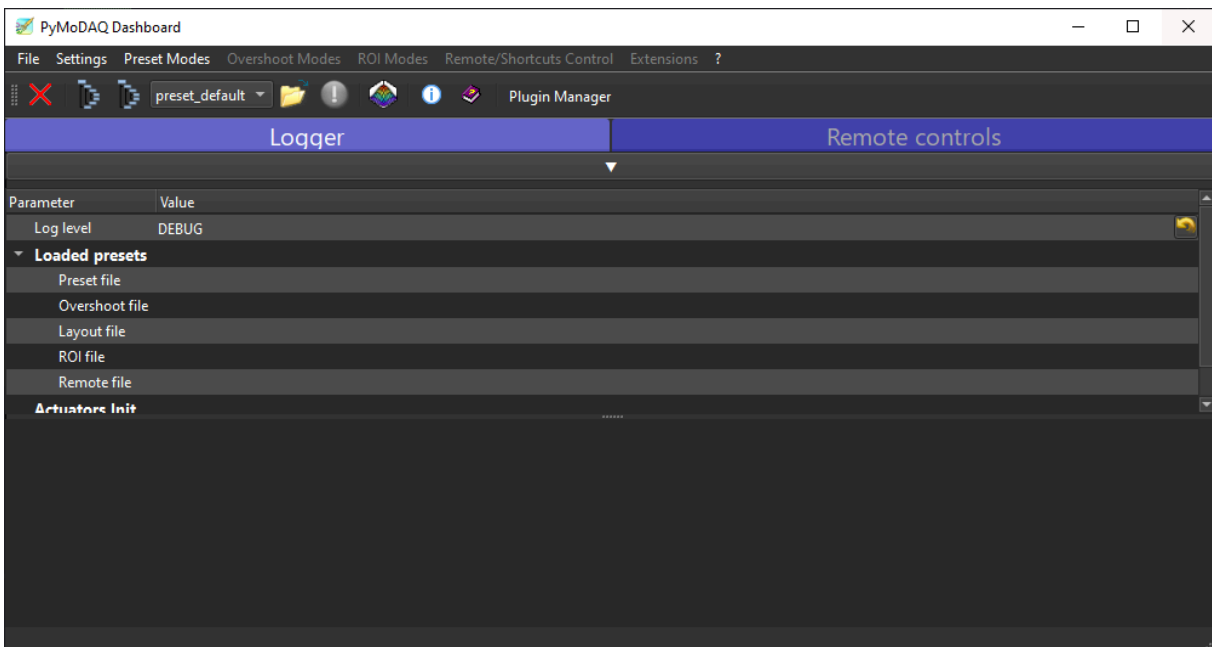 PyMoDAQ Dashboard
File Settings Preset Modes Overshoot Modes ROI Modes Remote/Shortcuts Control Extensions ?
preset_default Plugin Manager
Logger Remote controls
Parameter Value
Log level DEBUG
Loaded presets
Preset file
Overshoot file
Layout file
ROI file
Remote file
Actuators Init